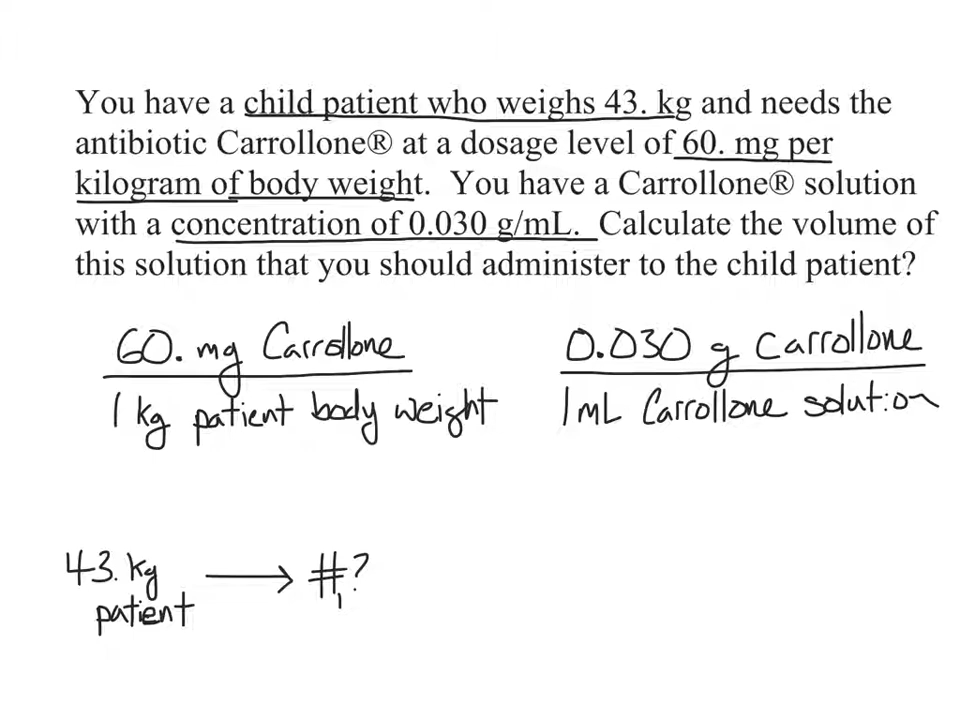 You have a child patient who weighs 43. kg and needs the
antibiotic Carrollone® at a dosage level of 60. mg per
kilogram of body weight. You have a Carrollone® solution
with a concentration of 0.030 g/mL. Calculate the volume of
this solution that you should administer to the child patient?
60. mg Carrollone
1 kg patient body weight
0.030 g carrollone
1 mL Carrollone solution
43. kg → #?
patient